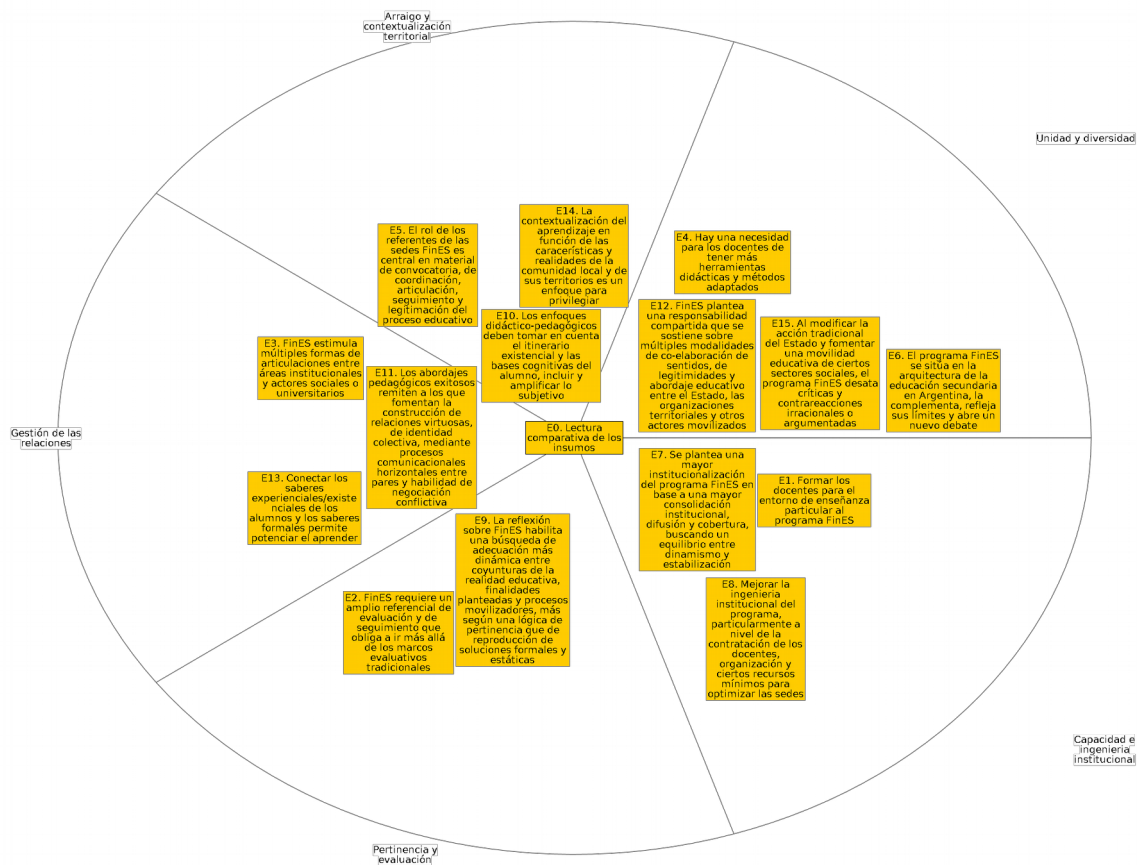 Arraigo y
contextualización
territorial
Unidad y diversidad
E14. La
contextualización del
aprendizaje en
función de las
caracerísticas y
realidades de la
comunidad local y de
sus territorios es un
enfoque para
privilegiar
E5. El rol de los
referentes de las
sedes FinES es
central en material
de convocatoria, de
coordinación,
articulación,
seguimiento y
legitimación del
proceso educativo
E4. Hay una necesidad
para los docentes de
tener más
herramientas
didácticas y métodos
adaptados
E10. Los enfoques
didáctico-pedagógicos
deben tomar en cuenta
el itinerario
existencial y las
bases cognitivas del
alumno, incluir y
amplificar lo
subjetivo
E12. FinES plantea
una responsabilidad
compartida que se
sostiene sobre
múltiples modalidades
de co-elaboración de
sentidos, de
legitimidades y
abordaje educativo
entre el Estado, las
organizaciones
territoriales y otros
actores movilizados
E15. Al modificar la
acción tradicional
del Estado y fomentar
una movilidad
educativa de ciertos
sectores sociales, el
programa FinES desata
críticas y
contrareacciones
irracionales o
argumentadas
E6. El programa FinES
se sitúa en la
arquitectura de la
educación secundaria
en Argentina, la
complementa, refleja
sus límites y abre un
nuevo debate
E3. FinES estimula
múltiples formas de
articulaciones entre
áreas institucionales
y actores sociales o
universitarios
E11. Los abordajes
pedagógicos exitosos
remiten a los que
fomentan la
construcción de
relaciones virtuosas,
de identidad
colectiva, mediante
procesos
comunicacionales
horizontales entre
pares y habilidad de
negociación
conflictiva
Gestión de las
relaciones
E0. Lectura
comparativa de los
insumos
E7. Se plantea una
mayor
institucionalización
del programa FinES en
base a una mayor
consolidación
institucional,
difusión y cobertura,
buscando un
equilibrio entre
dinamismo y
estabilización
E1. Formar los
docentes para el
entorno de enseñanza
particular al
programa FinES
E13. Conectar los
saberes
experienciales/existe
nciales de los
alumnos y los saberes
formales permite
potenciar el aprender
E9. La reflexión
sobre FinES habilita
una búsqueda de
adecuación más
dinámica entre
coyunturas de la
realidad educativa,
finalidades
planteadas y procesos
movilizadores, más
según una lógica de
pertinencia que de
reproducción de
soluciones formales y
estáticas
E2. FinES requiere un
amplio referencial de
evaluación y de
seguimiento que
obliga a ir más allá
de los marcos
evaluativos
tradicionales
E8. Mejorar la
ingenieria
institucional del
programa,
particularmente a
nivel de la
contratación de los
docentes,
organización y
ciertos recursos
mínimos para
optimizar las sedes
Capacidad e
ingeniería
institucional
Pertinencia y
evaluación